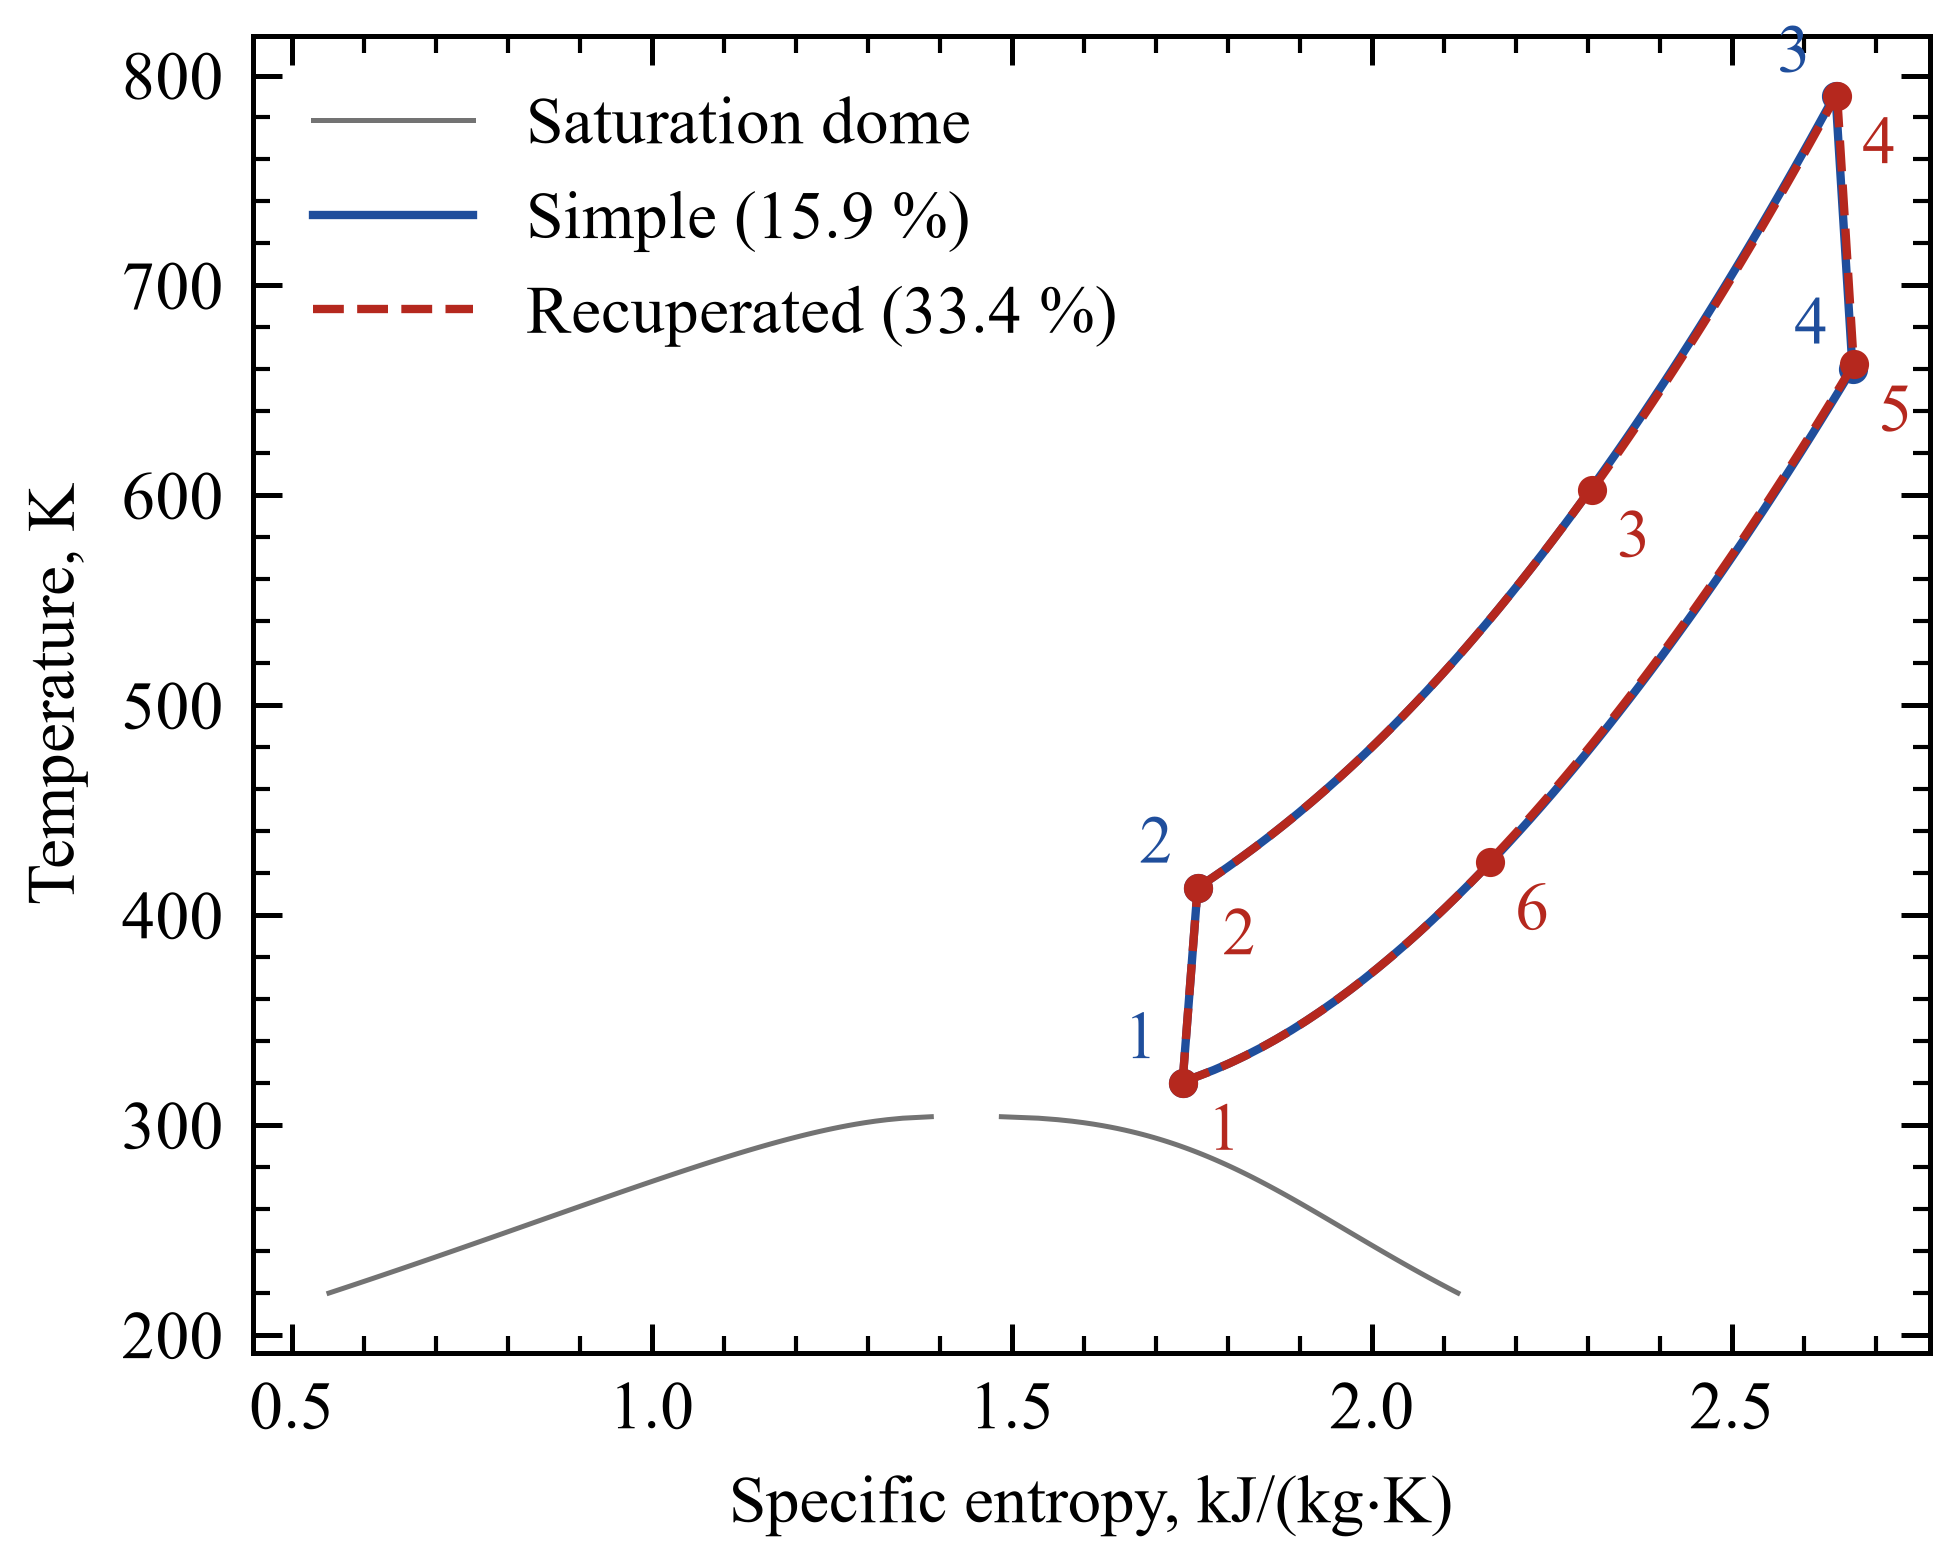 800
700
600
500
400
300
200
Temperature, K
Saturation dome
Simple (15.9 %)
Recuperated (33.4 %)
3
4
4
5
3
2
2
6
1
1
0.5 1.0 1.5 2.0 2.5
Specific entropy, kJ/(kg·K)